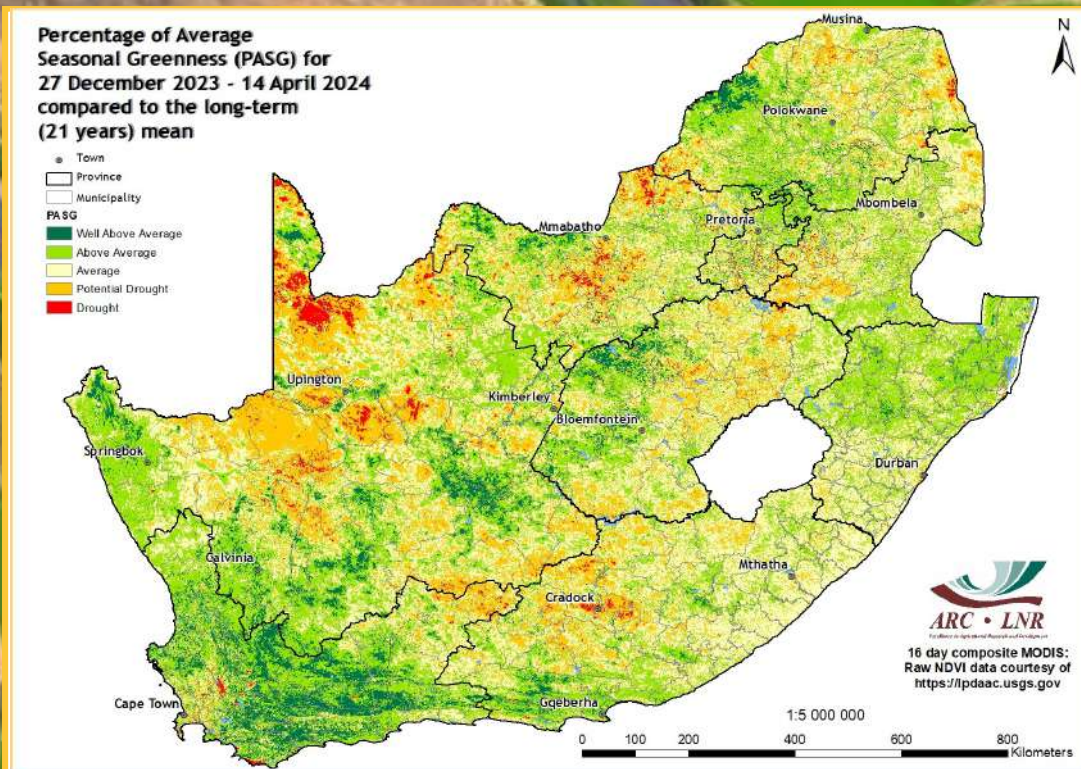 Percentage of Average
Seasonal Greenness (PASG) for
27 December 2023 - 14 April 2024
compared to the long-term
(21 years) mean
Town
Province
Municipality
PASG
Well Above Average
Above Average
Average
Potential Drought
Drought
N
Musina
Polokwane
Mbombela
Pretoria
Mmabatho
Upington
Kimberley
Bloemfontein
Springbok
Durban
Calvinia
Mthatha
Cradock
Cape Town
Gqeberha
ARC • LNR
16 day composite MODIS:
Raw NDVI data courtesy of
https://lpdaac.usgs.gov
1:5 000 000
0 100 200 400 600 800
Kilometers